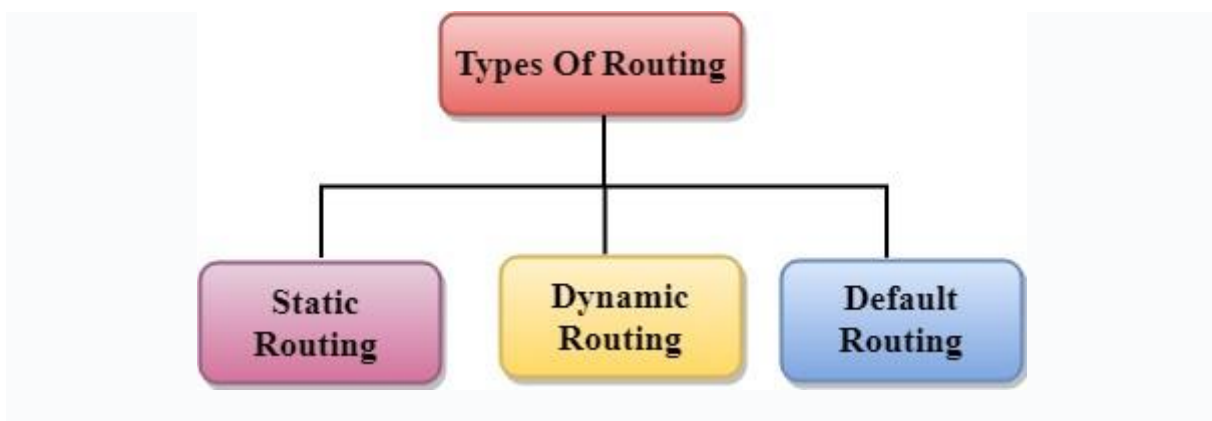 Types Of Routing
Static
Routing
Dynamic
Routing
Default
Routing